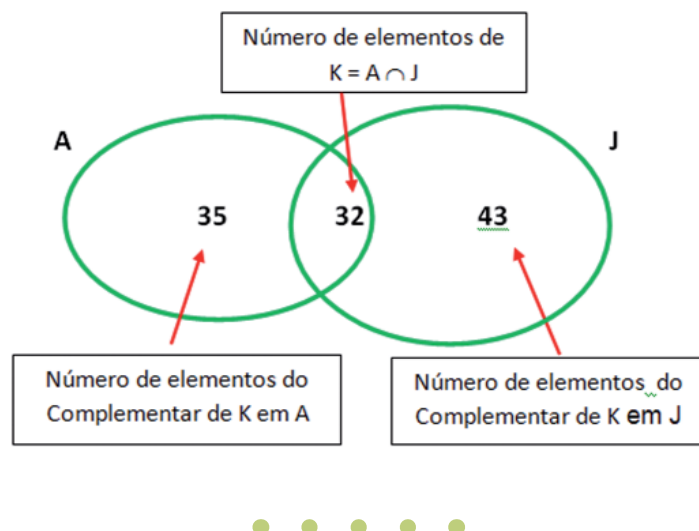 Número de elementos de
K = A ∩ J
A
J
35
32
43
Número de elementos do
Complementar de K em A
Número de elementos do
Complementar de K em J